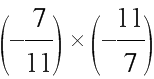 (-7/11) × (-11/7)